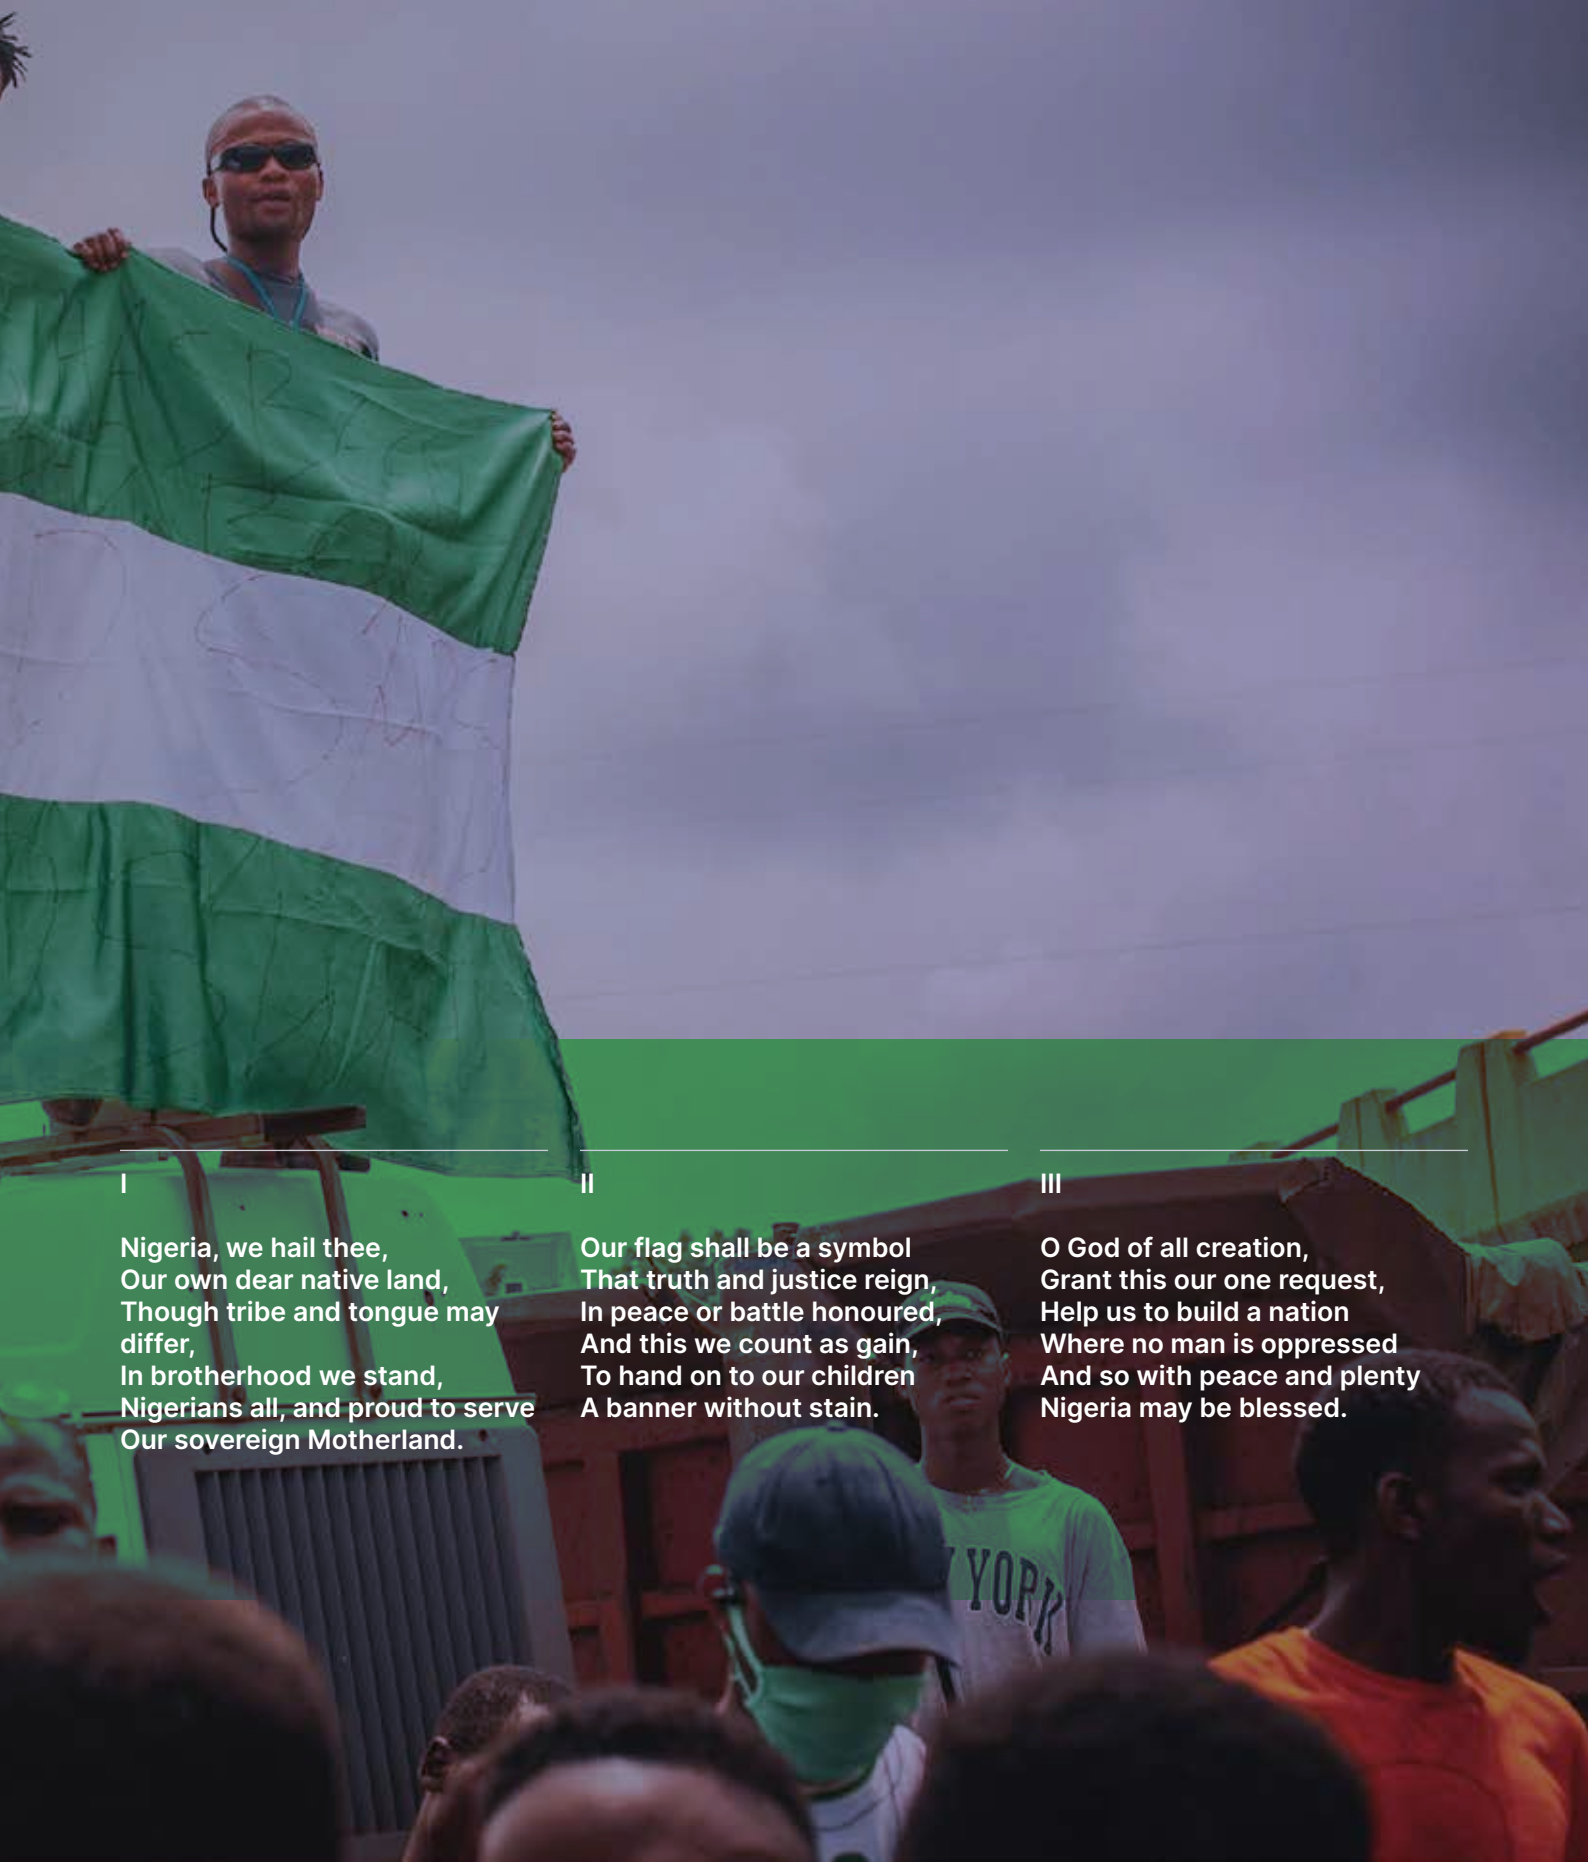 I
Nigeria, we hail thee,
Our own dear native land,
Though tribe and tongue may
differ,
In brotherhood we stand,
Nigerians all, and proud to serve
Our sovereign Motherland.
II
Our flag shall be a symbol
That truth and justice reign,
In peace or battle honoured,
And this we count as gain,
To hand on to our children
A banner without stain.
III
O God of all creation,
Grant this our one request,
Help us to build a nation
Where no man is oppressed
And so with peace and plenty
Nigeria may be blessed.
YORK